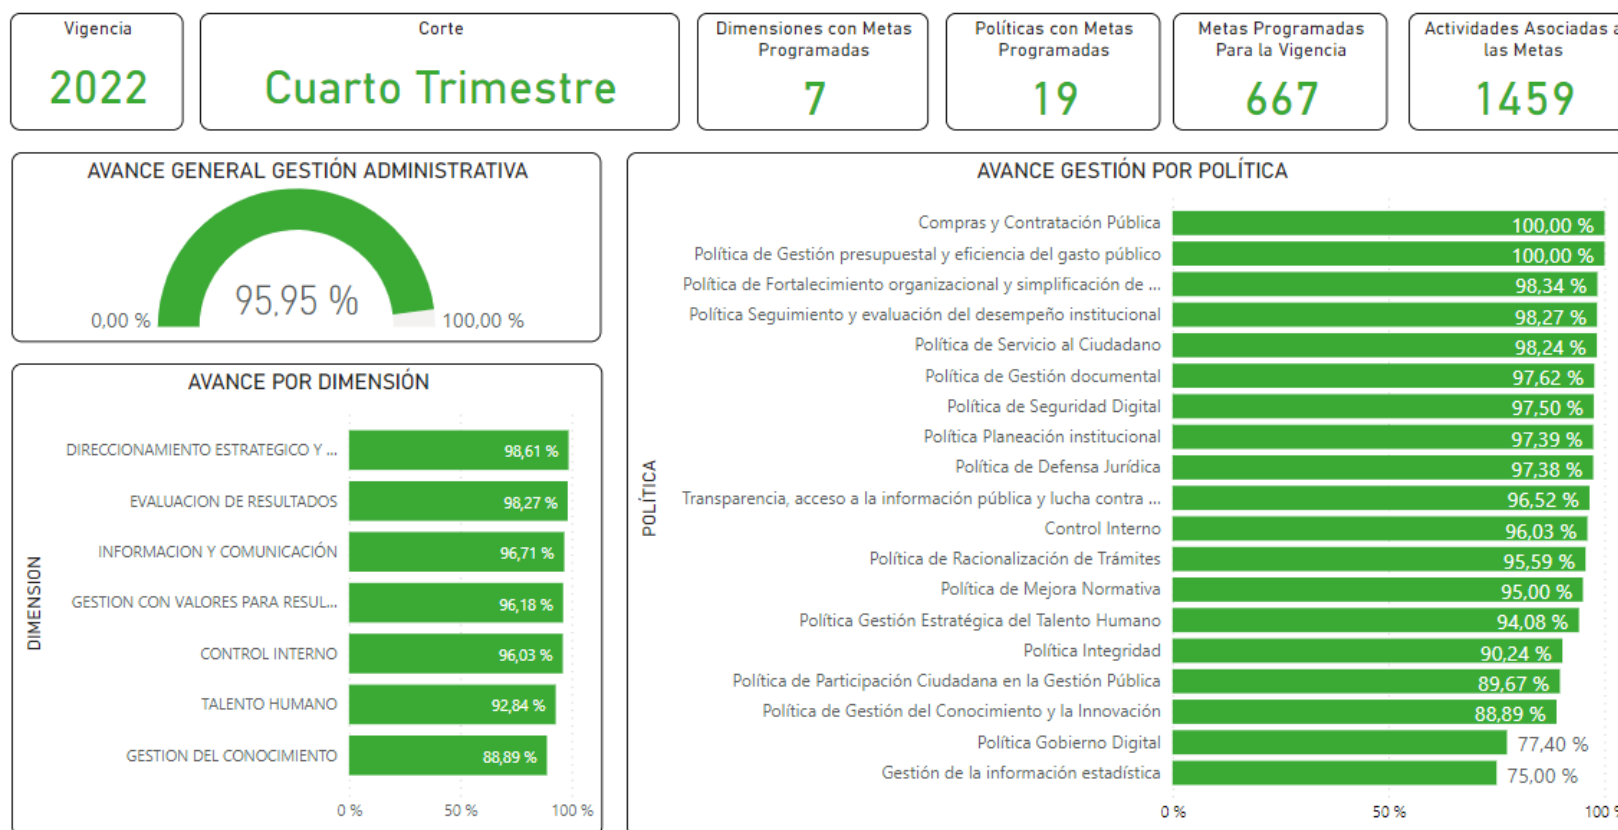 Vigencia
2022
Corte
Cuarto Trimestre
Dimensiones con Metas
Programadas
7
Políticas con Metas
Programadas
19
Metas Programadas
Para la Vigencia
667
Actividades Asociadas a
las Metas
1459
AVANCE GENERAL GESTIÓN ADMINISTRATIVA
95,95 %
0,00 %
100,00 %
AVANCE POR DIMENSIÓN
DIMENSION
DIRECCIONAMIENTO ESTRATEGICO Y ... 98,61 %
EVALUACION DE RESULTADOS 98,27 %
INFORMACION Y COMUNICACIÓN 96,71 %
GESTION CON VALORES PARA RESUL... 96,18 %
CONTROL INTERNO 96,03 %
TALENTO HUMANO 92,84 %
GESTION DEL CONOCIMIENTO 88,89 %
0 % 50 % 100 %
AVANCE GESTIÓN POR POLÍTICA
POLÍTICA
Compras y Contratación Pública 100,00 %
Política de Gestión presupuestal y eficiencia del gasto público 100,00 %
Política de Fortalecimiento organizacional y simplificación de ... 98,34 %
Política Seguimiento y evaluación del desempeño institucional 98,27 %
Política de Servicio al Ciudadano 98,24 %
Política de Gestión documental 97,62 %
Política de Seguridad Digital 97,50 %
Política Planeación institucional 97,39 %
Política de Defensa Jurídica 97,38 %
Transparencia, acceso a la información pública y lucha contra ... 96,52 %
Control Interno 96,03 %
Política de Racionalización de Trámites 95,59 %
Política de Mejora Normativa 95,00 %
Política Gestión Estratégica del Talento Humano 94,08 %
Política Integridad 90,24 %
Política de Participación Ciudadana en la Gestión Pública 89,67 %
Política de Gestión del Conocimiento y la Innovación 88,89 %
Política Gobierno Digital 77,40 %
Gestión de la información estadística 75,00 %
0 % 50 % 100 %